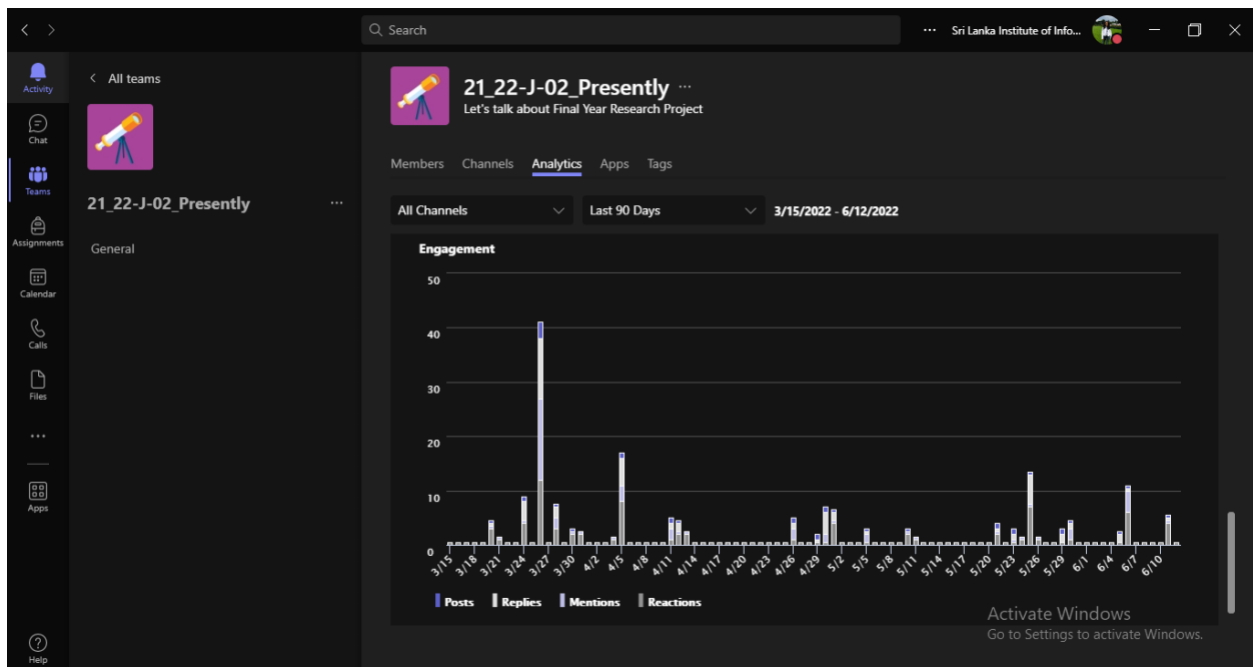 Search
Sri Lanka Institute of Info...
Activity
Chat
Teams
Assignments
Calendar
Calls
Files
Apps
Help
All teams
21_22-J-02_Presently
General
21_22-J-02_Presently
Let's talk about Final Year Research Project
Members Channels Analytics Apps Tags
All Channels Last 90 Days 3/15/2022 - 6/12/2022
Engagement
50
40
30
20
10
0
3/15 3/18 3/21 3/24 3/27 3/30 4/2 4/5 4/8 4/11 4/14 4/17 4/20 4/23 4/26 4/29 5/2 5/5 5/8 5/11 5/14 5/17 5/20 5/23 5/26 5/29 6/1 6/4 6/7 6/10
Posts Replies Mentions Reactions
Activate Windows
Go to Settings to activate Windows.